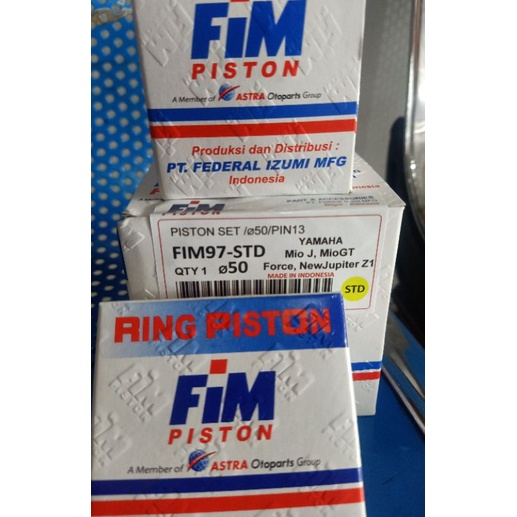 FiM
PISTON
A Member of ASTRA Otoparts Group
Produksi dan Distribusi :
PT. FEDERAL IZUMI MFG
Indonesia
PISTON SET /ø50/PIN13
FIM97-STD
YAMAHA
Mio J, MioGT
QTY 1 ø50
Force, NewJupiter Z1
MADE IN INDONESIA
STD
RING PISTON
FiM
PISTON
A Member of ASTRA Otoparts Group